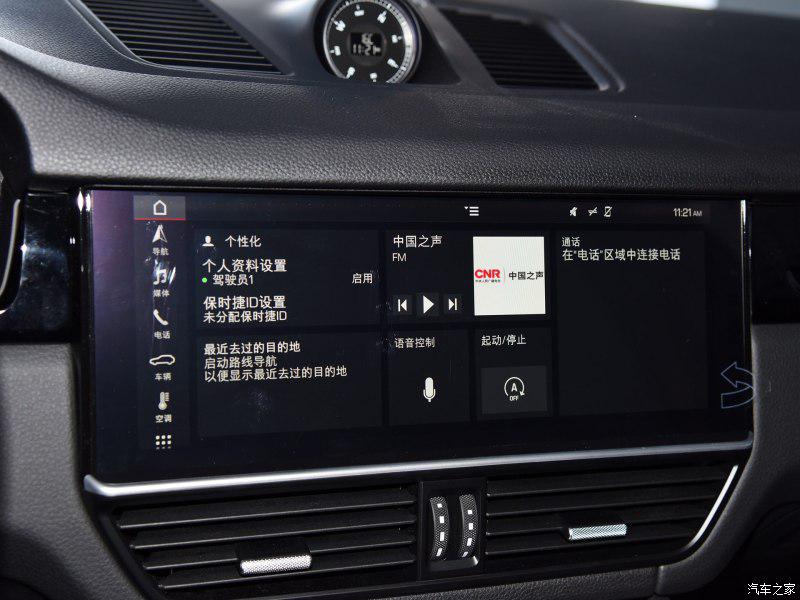 11:21
11:21 AM
导航
媒体
电话
车辆
空调
个性化
个人资料设置
驾驶员1
启用
保时捷ID设置
未分配保时捷ID
最近去过的目的地
启动路线导航
以便显示最近去过的目的地
中国之声
FM
CNR
中国之声
语音控制
起动/停止
A
OFF
通话
在"电话"区域中连接电话
汽车之家